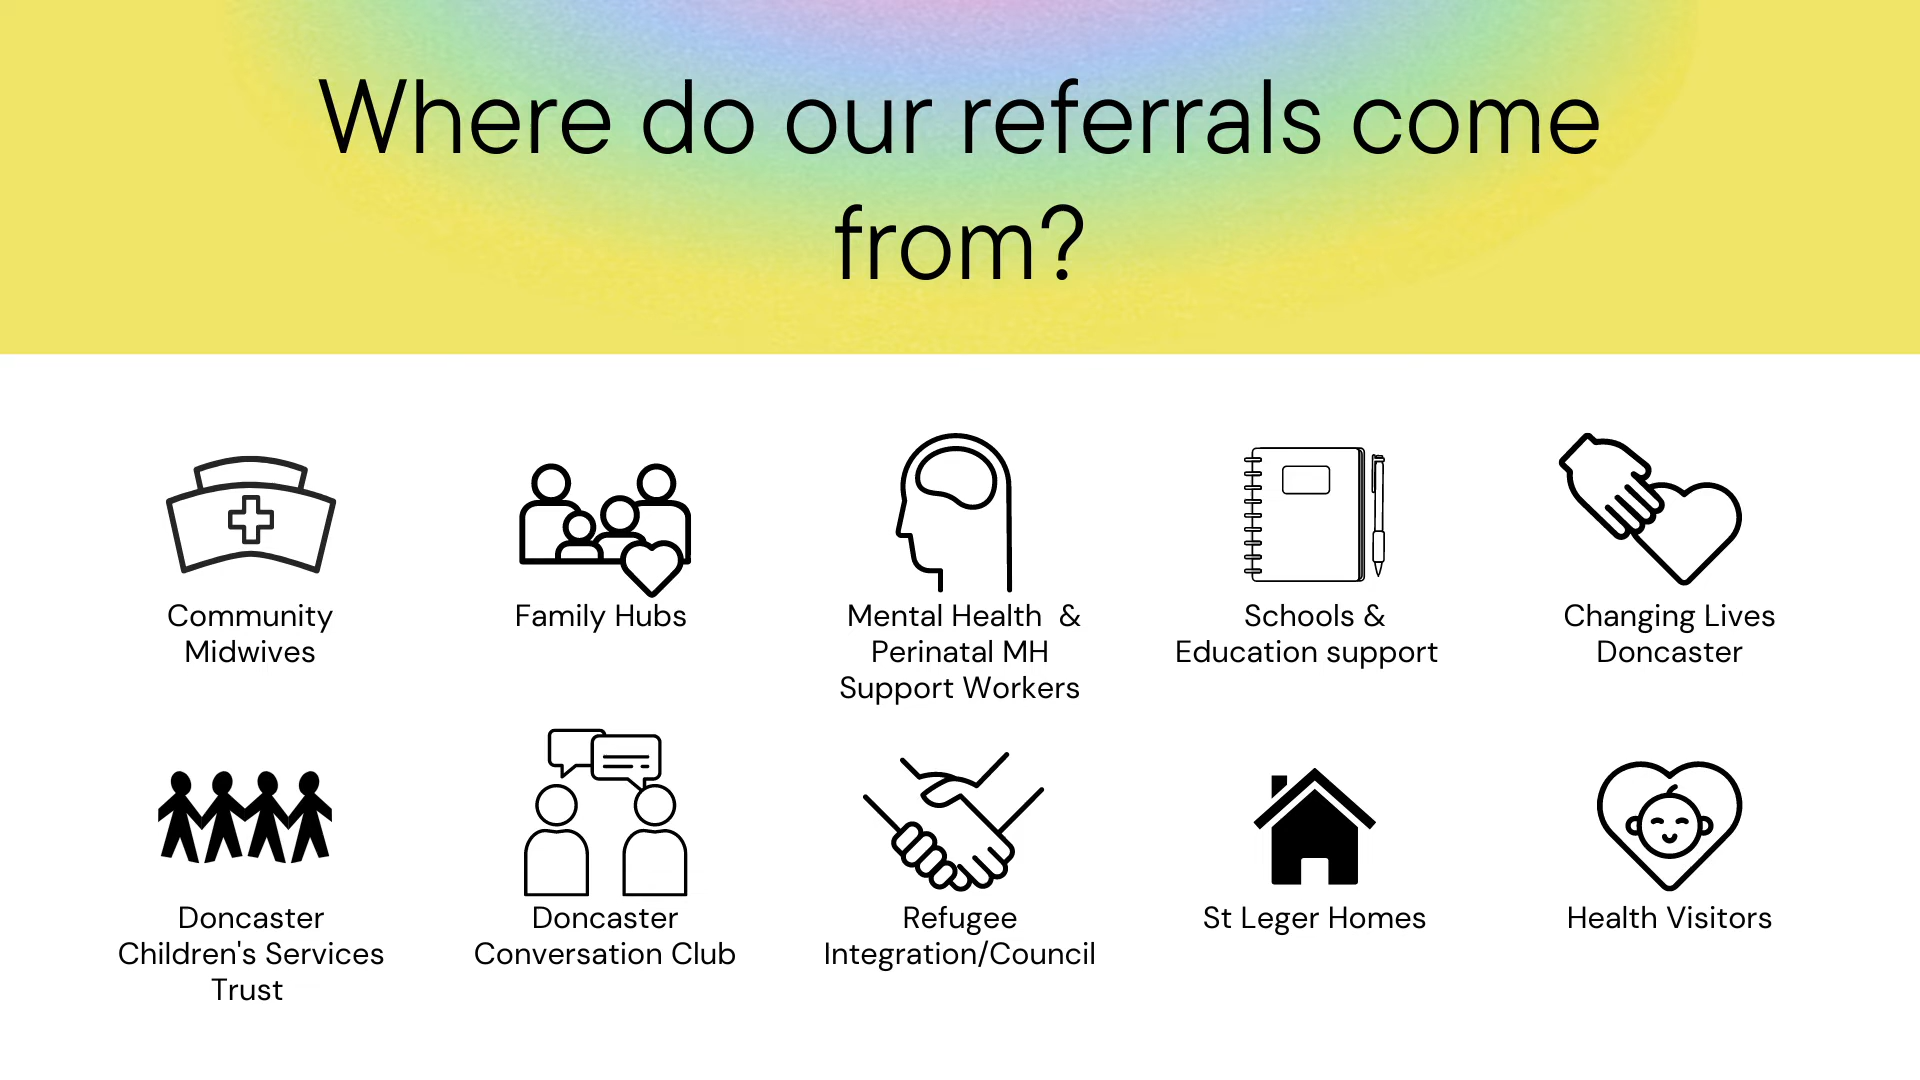 Where do our referrals come
from?
Community
Midwives
Family Hubs
Mental Health  &
Perinatal MH
Support Workers
Schools &
Education support
Changing Lives
Doncaster
Doncaster
Children's Services
Trust
Doncaster
Conversation Club
Refugee
Integration/Council
St Leger Homes
Health Visitors